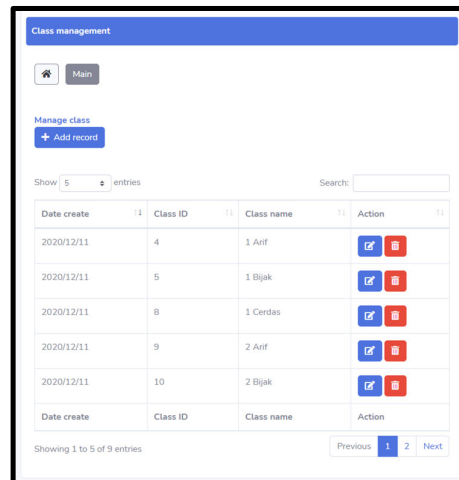 Class management
Main
Manage class
+ Add record
Show 5 entries Search:
Date create Class ID Class name Action
2020/12/11 4 1 Arif
2020/12/11 5 1 Bijak
2020/12/11 8 1 Cerdas
2020/12/11 9 2 Arif
2020/12/11 10 2 Bijak
Date create Class ID Class name Action
Showing 1 to 5 of 9 entries Previous 1 2 Next